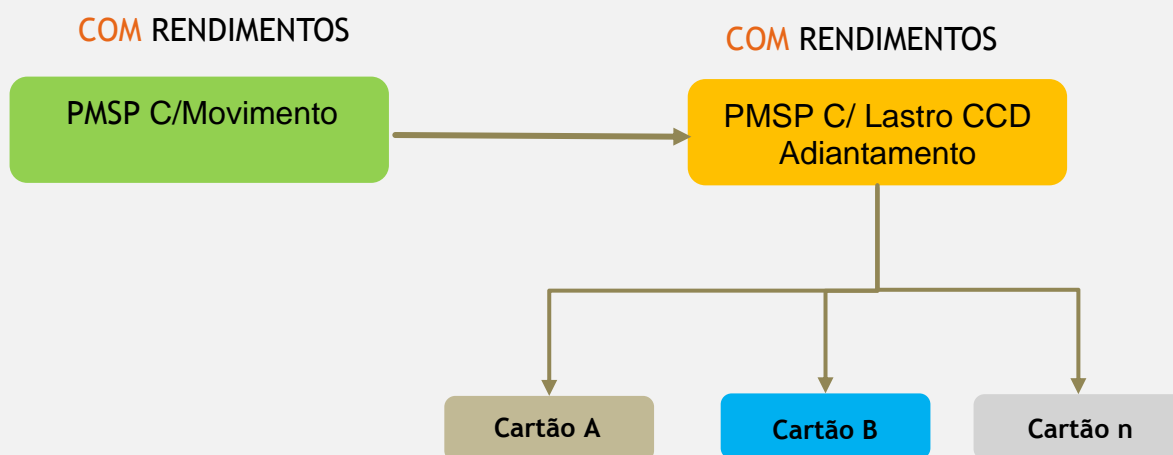 COM RENDIMENTOS
COM RENDIMENTOS
PMSP C/Movimento
PMSP C/ Lastro CCD
Adiantamento
Cartão A
Cartão B
Cartão n